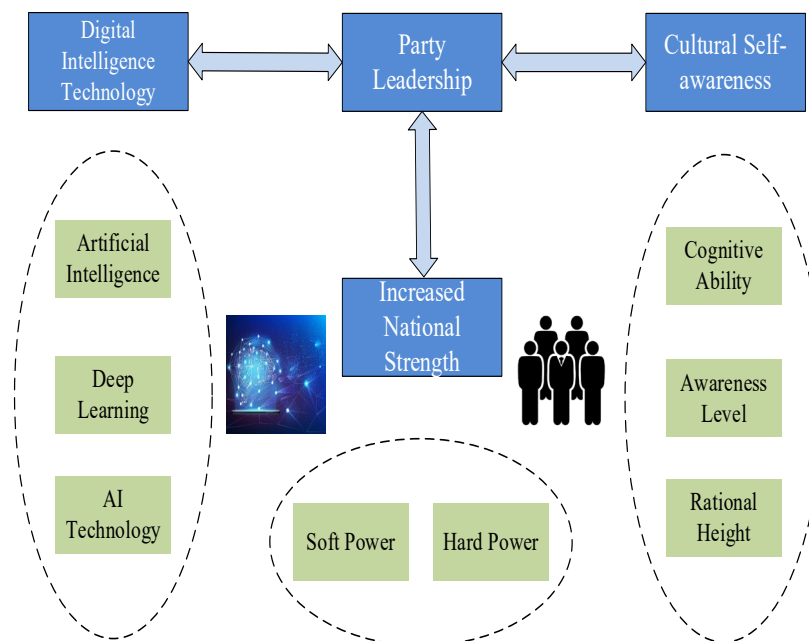 Digital
Intelligence
Technology
Party
Leadership
Cultural Self-
awareness
Increased
National
Strength
Artificial
Intelligence
Deep
Learning
AI
Technology
Soft Power
Hard Power
Cognitive
Ability
Awareness
Level
Rational
Height